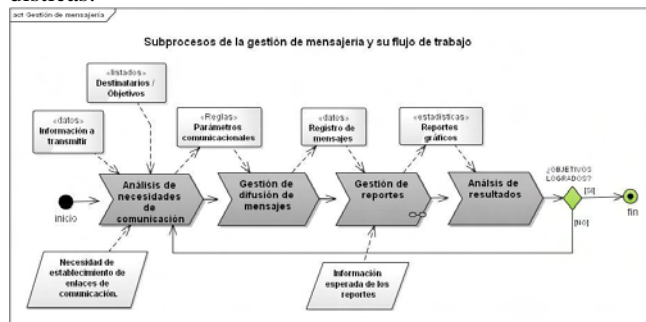 act Gestión de mensajería
Subprocesos de la gestión de mensajería y su flujo de trabajo
«datos»
Información a
transmitir
«listados»
Destinatarios /
Objetivos
«Reglas»
Parámetros
comunicacionales
«datos»
Registro de
mensajes
«estadísticas»
Reportes
gráficos
inicio
Análisis de
necesidades
de
comunicación
Gestión de
difusión de
mensajes
Gestión de
reportes
Análisis de
resultados
¿OBJETIVOS
LOGRADOS?
[SI]
[NO]
fin
Necesidad de
establecimiento de
enlaces de
comunicación.
Información
esperada de los
reportes